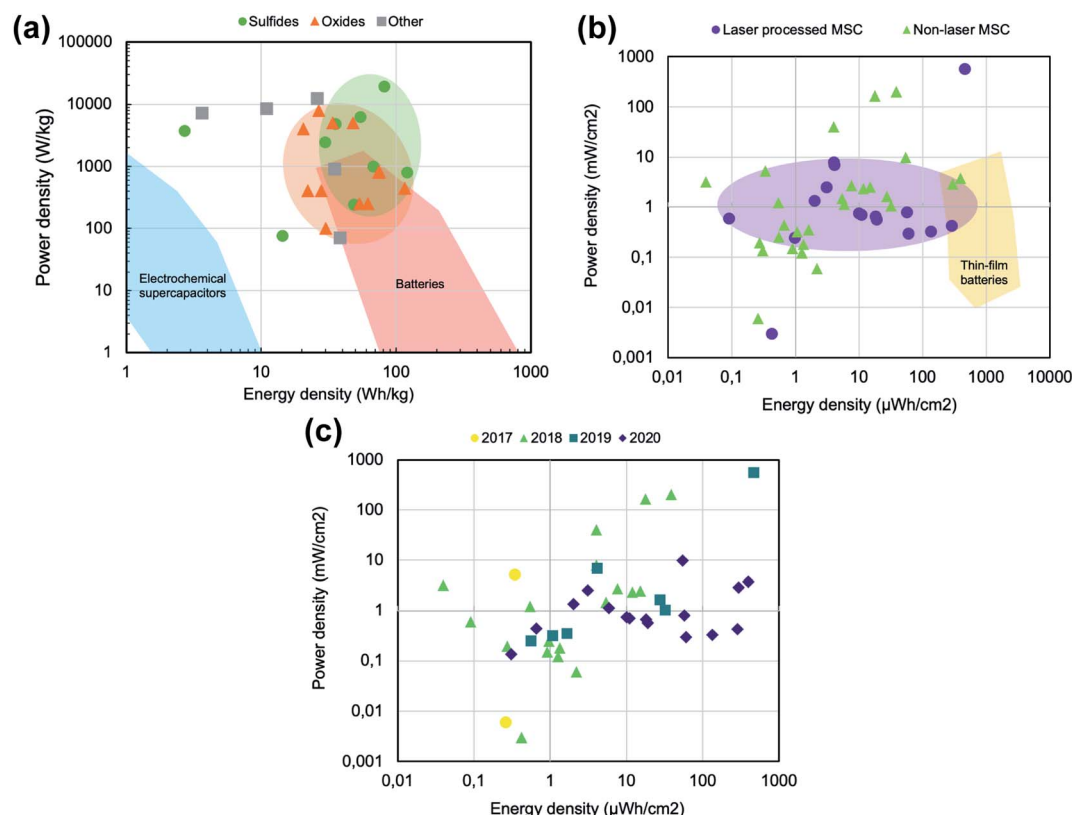 (a)
Sulfides Oxides Other
Power density (W/kg)
100000
10000
1000
100
10
1
Electrochemical
supercapacitors
Batteries
1 10 100 1000
Energy density (Wh/kg)
(b)
Laser processed MSC Non-laser MSC
Power density (mW/cm2)
1000
100
10
1
0,1
0,01
0,001
Thin-film
batteries
0,01 0,1 1 10 100 1000 10000
Energy density (µWh/cm2)
(c)
2017 2018 2019 2020
Power density (mW/cm2)
1000
100
10
1
0,1
0,01
0,001
0,01 0,1 1 10 100 1000
Energy density (µWh/cm2)